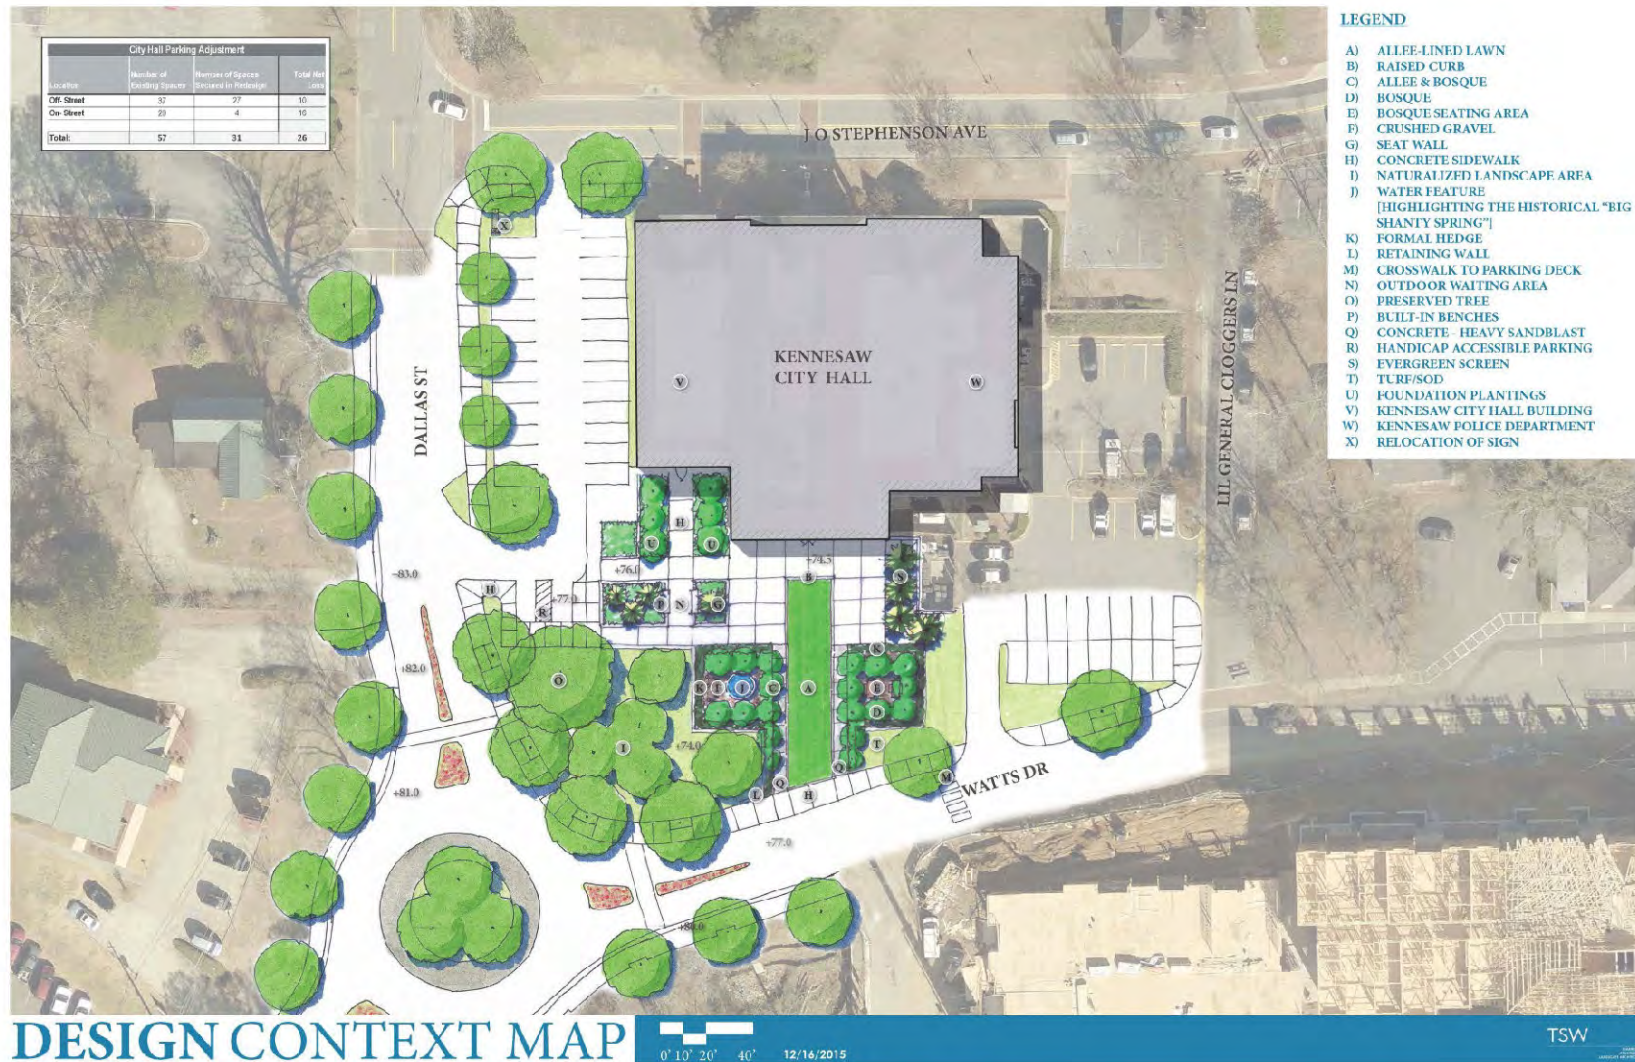 City Hall Parking Adjustment
Location Number of Existing Spaces Number of Spaces Secured in Redesign Total Net Loss
Off-Street 37 27 10
On-Street 20 4 16
Total: 57 31 26
J O STEPHENSON AVE
DALLAS ST
LIL GENERAL CLOGGERS LN
WATTS DR
KENNESAW
CITY HALL
V
W
X
H
U
U
+74.5
+76.0
B
S
-83.0
H
R
+77.0
P
N
G
+82.0
O
K
E
C
A
D
I
+74.0
T
Q
Q
L
H
M
+81.0
+77.0
+80.0
LEGEND
A) ALLEE-LINED LAWN
B) RAISED CURB
C) ALLEE & BOSQUE
D) BOSQUE
E) BOSQUE SEATING AREA
F) CRUSHED GRAVEL
G) SEAT WALL
H) CONCRETE SIDEWALK
I) NATURALIZED LANDSCAPE AREA
J) WATER FEATURE
[HIGHLIGHTING THE HISTORICAL "BIG
SHANTY SPRING"]
K) FORMAL HEDGE
L) RETAINING WALL
M) CROSSWALK TO PARKING DECK
N) OUTDOOR WAITING AREA
O) PRESERVED TREE
P) BUILT-IN BENCHES
Q) CONCRETE - HEAVY SANDBLAST
R) HANDICAP ACCESSIBLE PARKING
S) EVERGREEN SCREEN
T) TURF/SOD
U) FOUNDATION PLANTINGS
V) KENNESAW CITY HALL BUILDING
W) KENNESAW POLICE DEPARTMENT
X) RELOCATION OF SIGN
DESIGN CONTEXT MAP
0' 10' 20' 40'
12/16/2015
TSW